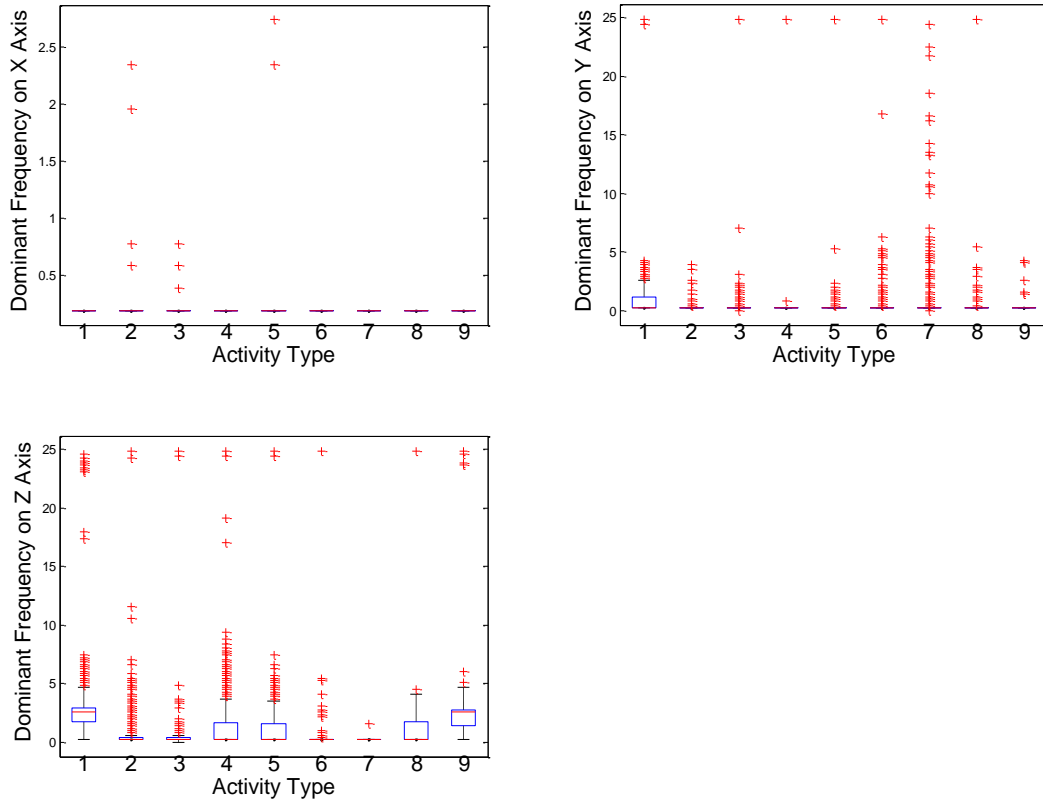 Dominant Frequency on X Axis
2.5
2
1.5
1
0.5
1 2 3 4 5 6 7 8 9
Activity Type
Dominant Frequency on Y Axis
25
20
15
10
5
0
1 2 3 4 5 6 7 8 9
Activity Type
Dominant Frequency on Z Axis
25
20
15
10
5
0
1 2 3 4 5 6 7 8 9
Activity Type